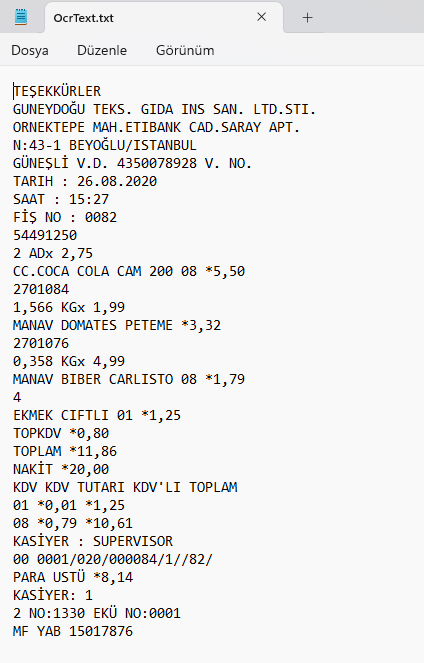 OcrText.txt
Dosya Düzenle Görünüm
TEŞEKKÜRLER
GUNEYDOĞU TEKS. GIDA INS SAN. LTD.STI.
ORNEKTEPE MAH.ETIBANK CAD.SARAY APT.
N:43-1 BEYOĞLU/ISTANBUL
GÜNEŞLİ V.D. 4350078928 V. NO.
TARIH : 26.08.2020
SAAT : 15:27
FİŞ NO : 0082
54491250
2 ADx 2,75
CC.COCA COLA CAM 200 08 *5,50
2701084
1,566 KGx 1,99
MANAV DOMATES PETEME *3,32
2701076
0,358 KGx 4,99
MANAV BIBER CARLISTO 08 *1,79
4
EKMEK CIFTLI 01 *1,25
TOPKDV *0,80
TOPLAM *11,86
NAKİT *20,00
KDV KDV TUTARI KDV'LI TOPLAM
01 *0,01 *1,25
08 *0,79 *10,61
KASİYER : SUPERVISOR
00 0001/020/000084/1//82/
PARA USTÜ *8,14
KASİYER: 1
2 NO:1330 EKÜ NO:0001
MF YAB 15017876